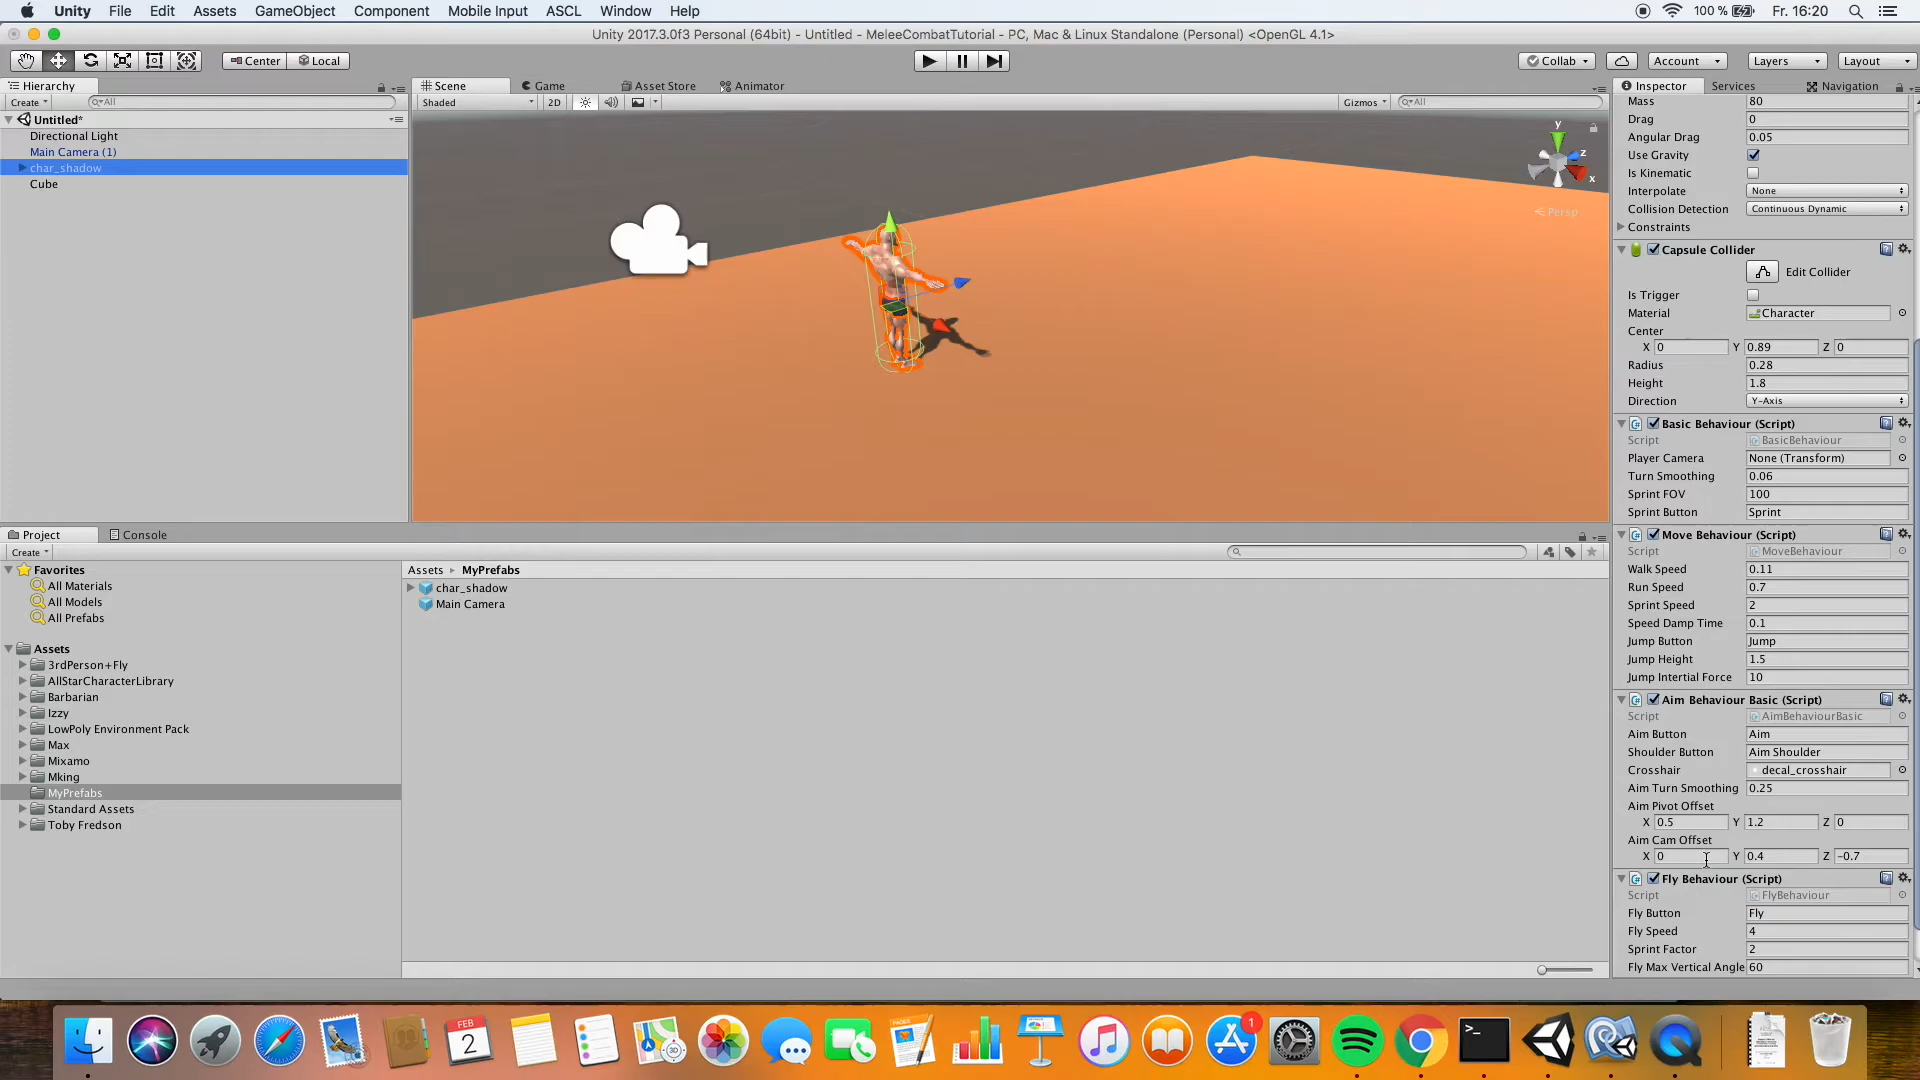 Unity File Edit Assets GameObject Component Mobile Input ASCL Window Help 100 % Fr. 16:20
Unity 2017.3.0f3 Personal (64bit) - Untitled - MeleeCombatTutorial - PC, Mac & Linux Standalone (Personal) <OpenGL 4.1>
Center Local Collab Account Layers Layout
Hierarchy Scene Game Asset Store Animator Inspector Services Navigation
Create All Shaded 2D Gizmos All
Mass 80
Drag 0
Untitled*
Directional Light
Main Camera (1)
char_shadow
Cube
y
z
x
Persp
Angular Drag 0.05
Use Gravity
Is Kinematic
Interpolate None
Collision Detection Continuous Dynamic
Constraints
Capsule Collider
Edit Collider
Is Trigger
Material Character
Center
X 0 Y 0.89 Z 0
Radius 0.28
Height 1.8
Direction Y-Axis
Basic Behaviour (Script)
Script BasicBehaviour
Player Camera None (Transform)
Turn Smoothing 0.06
Sprint FOV 100
Sprint Button Sprint
Move Behaviour (Script)
Script MoveBehaviour
Walk Speed 0.11
Run Speed 0.7
Sprint Speed 2
Speed Damp Time 0.1
Jump Button Jump
Jump Height 1.5
Jump Intertial Force 10
Aim Behaviour Basic (Script)
Script AimBehaviourBasic
Aim Button Aim
Shoulder Button Aim Shoulder
Crosshair decal_crosshair
Aim Turn Smoothing 0.25
Aim Pivot Offset
X 0.5 Y 1.2 Z 0
Aim Cam Offset
X 0 Y 0.4 Z -0.7
Fly Behaviour (Script)
Script FlyBehaviour
Fly Button Fly
Fly Speed 4
Sprint Factor 2
Fly Max Vertical Angle 60
Project Console
Create
Favorites
All Materials
All Models
All Prefabs
Assets
3rdPerson+Fly
AllStarCharacterLibrary
Barbarian
Izzy
LowPoly Environment Pack
Max
Mixamo
Mking
MyPrefabs
Standard Assets
Toby Fredson
Assets MyPrefabs
char_shadow
Main Camera
FEB
2
1
>_